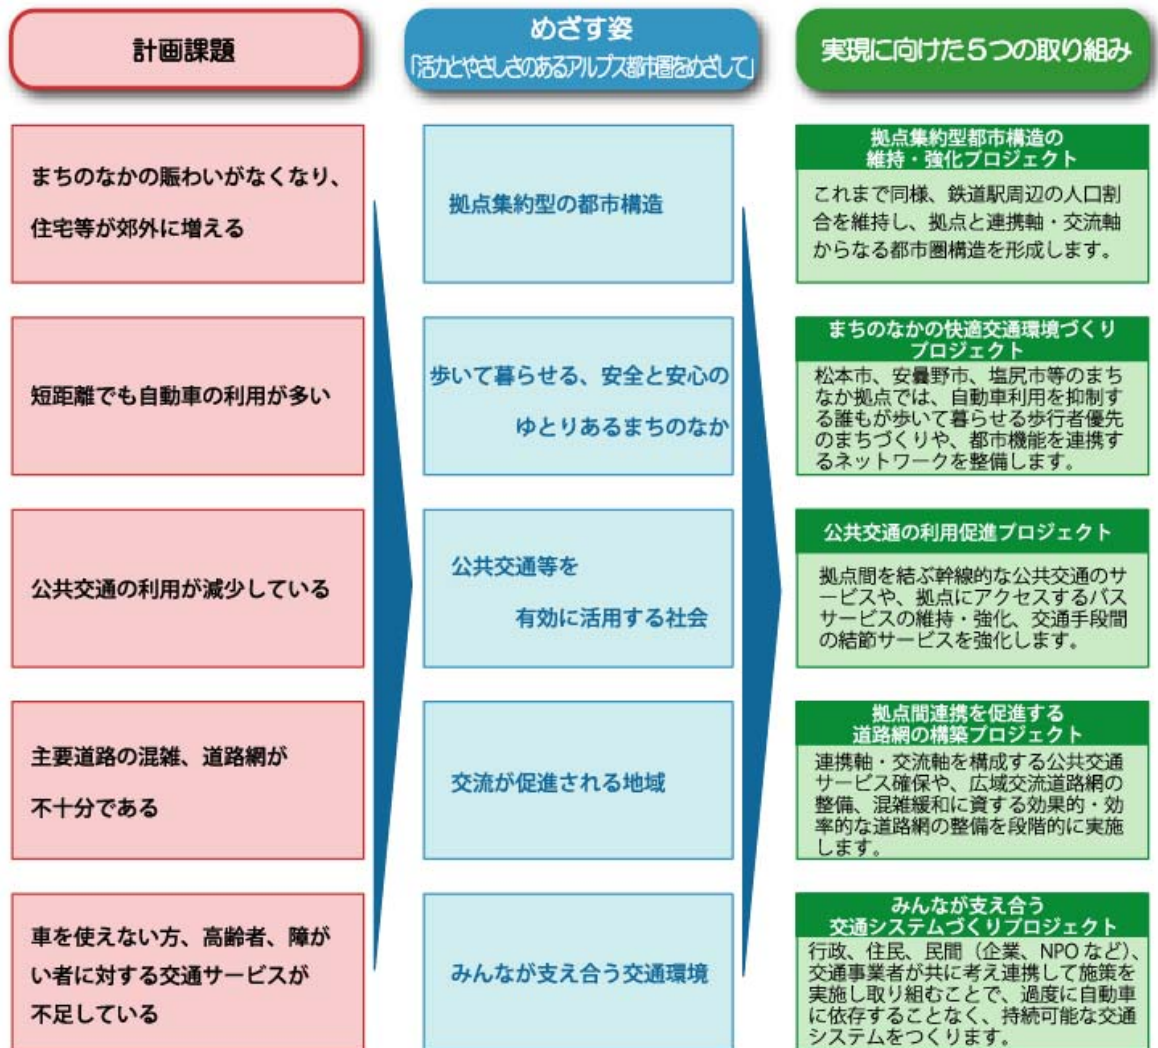 計画課題
めざす姿
「活力とやさしさのあるアルプス都市圏をめざして」
実現に向けた5つの取り組み
まちのなかの賑わいがなくなり、
住宅等が郊外に増える
拠点集約型の都市構造
拠点集約型都市構造の
維持・強化プロジェクト
これまで同様、鉄道駅周辺の人口割
合を維持し、拠点と連携軸・交流軸
からなる都市圏構造を形成します。
短距離でも自動車の利用が多い
歩いて暮らせる、安全と安心の
ゆとりあるまちのなか
まちのなかの快適交通環境づくり
プロジェクト
松本市、安曇野市、塩尻市等のまち
なか拠点では、自動車利用を抑制す
る誰もが歩いて暮らせる歩行者優先
のまちづくりや、都市機能を連携す
るネットワークを整備します。
公共交通の利用が減少している
公共交通等を
有効に活用する社会
公共交通の利用促進プロジェクト
拠点間を結ぶ幹線的な公共交通のサ
ービスや、拠点にアクセスするバス
サービスの維持・強化、交通手段間
の結節サービスを強化します。
主要道路の混雑、道路網が
不十分である
交流が促進される地域
拠点間連携を促進する
道路網の構築プロジェクト
連携軸・交流軸を構成する公共交通
サービス確保や、広域交流道路網の
整備、混雑緩和に資する効果的・効
率的な道路網の整備を段階的に実施
します。
車を使えない方、高齢者、障が
い者に対する交通サービスが
不足している
みんなが支え合う交通環境
みんなが支え合う
交通システムづくりプロジェクト
行政、住民、民間（企業、NPOなど）、
交通事業者が共に考え連携して施策を
実施し取り組むことで、過度に自動車
に依存することなく、持続可能な交通
システムをつくります。